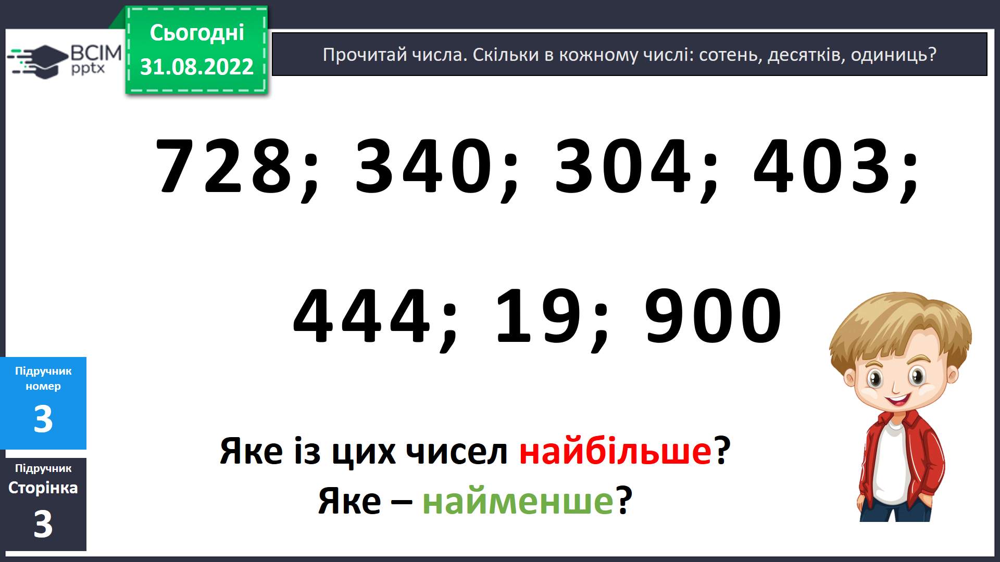 Сьогодні
31.08.2022
ВСІМ
pptx
Прочитай числа. Скільки в кожному числі: сотень, десятків, одиниць?
728; 340; 304; 403;
444; 19; 900
Підручник
номер
3
Підручник
Сторінка
3
Яке із цих чисел найбільше?
Яке – найменше?